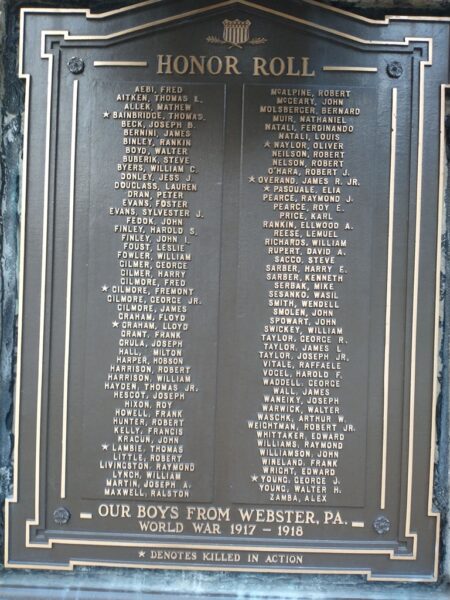 HONOR ROLL
AEBI, FRED
AITKEN, THOMAS L.
ALLEK, MATHEW
★ BAINBRIDGE, THOMAS.
BECK, JOSEPH B.
BERNINI, JAMES
BINLEY, RANKIN
BOYD, WALTER
BUBERIK, STEVE
BYERS, WILLIAM C.
DONLEY, JESS J.
DOUGLASS, LAUREN
DRAN, PETER
EVANS, FOSTER
EVANS, SYLVESTER J.
FEDOK, JOHN
FINLEY, HAROLD S.
FINLEY, JOHN I.
FOUST, LESLIE
FOWLER, WILLIAM
GILMER, GEORGE
GILMER, HARRY
GILMORE, FRED
★ GILMORE, FREMONT
GILMORE, GEORGE JR.
GILMORE, JAMES
GRAHAM, FLOYD
★ GRAHAM, LLOYD
GRANT, FRANK
GRULA, JOSEPH
HALL, MILTON
HARPER, HOBSON
HARRISON, ROBERT
HARRISON, WILLIAM
HAYDEN, THOMAS JR.
HESCOT, JOSEPH
HIXON, ROY
HOWELL, FRANK
HUNTER, ROBERT
KELLY, FRANCIS
KRACUN, JOHN
★ LAMBIE, THOMAS
LITTLE, ROBERT
LIVINGSTON, RAYMOND
LYNCH, WILLIAM
MARTIN, JOSEPH A.
MAXWELL, RALSTON
McALPINE, ROBERT
McGEARY, JOHN
MOLSBERGER, BERNARD
MUIR, NATHANIEL
NATALI, FERDINANDO
NATALI, LOUIS
★ NAYLOR, OLIVER
NEILSON, ROBERT
NELSON, ROBERT
O'HARA, ROBERT J.
★ OVERAND, JAMES R. JR.
★ PASQUALE, ELIA
PEARCE, RAYMOND J.
PEARCE, ROY E.
PRICE, KARL
RANKIN, ELLWOOD A.
REESE, LEMUEL
RICHARDS, WILLIAM
RUPERT, DAVID A.
SACCO, STEVE
SARBER, HARRY E.
SARBER, KENNETH
SERBAK, MIKE
SESANKO, WASIL
SMITH, WENDELL
SMOLEN, JOHN
SPOWART, JOHN
SWICKEY, WILLIAM
TAYLOR, GEORGE R.
TAYLOR, JAMES L.
TAYLOR, JOSEPH JR.
VITALE, RAFFAELE
VOGEL, HAROLD F.
WADDELL, GEORGE
WALL, JAMES
WANEIKY, JOSEPH
WARWICK, WALTER
WASCHK, ARTHUR W.
WEIGHTMAN, ROBERT JR.
WHITTAKER, EDWARD
WILLIAMS, RAYMOND
WILLIAMSON, JOHN
WINELAND, FRANK
WRIGHT, EDWARD
★ YOUNG, GEORGE J.
YOUNG, WALTER H.
ZAMBA, ALEX
OUR BOYS FROM WEBSTER, PA.
WORLD WAR 1917 - 1918
★ DENOTES KILLED IN ACTION